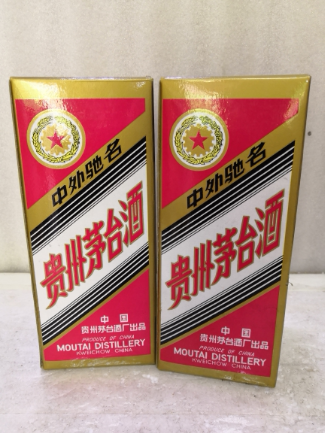 中外驰名
贵州茅台酒
中国
贵州茅台酒厂出品
PRODUCE OF CHINA
MOUTAI DISTILLERY
KWEICHOW CHINA
中外驰名
贵州茅台酒
中国
贵州茅台酒厂出品
PRODUCE OF CHINA
MOUTAI DISTILLERY
KWEICHOW CHINA